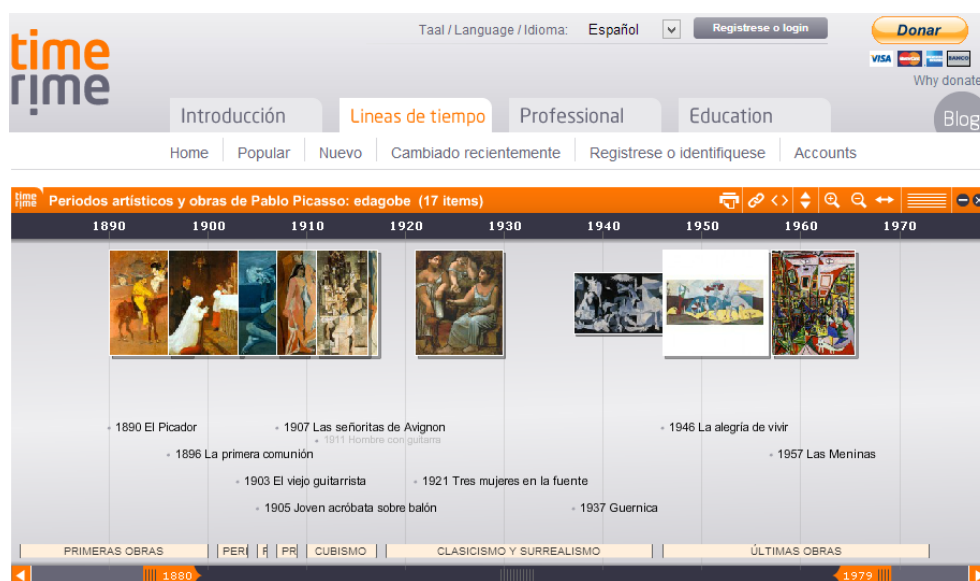 time
rime
Taal / Language / Idioma: Español Registrese o login
Donar
VISA
Why donate
Blog
Introducción Lineas de tiempo Professional Education
Home Popular Nuevo Cambiado recientemente Registrese o identifiquese Accounts
time
rime
Periodos artísticos y obras de Pablo Picasso: edagobe (17 items)
1890 1900 1910 1920 1930 1940 1950 1960 1970
1890 El Picador 1907 Las señoritas de Avignon 1946 La alegría de vivir
1911 Hombre con guitarra
1896 La primera comunión 1957 Las Meninas
1903 El viejo guitarrista 1921 Tres mujeres en la fuente
1905 Joven acróbata sobre balón 1937 Guernica
PRIMERAS OBRAS PERI PR CUBISMO CLASICISMO Y SURREALISMO ÚLTIMAS OBRAS
1880 1979